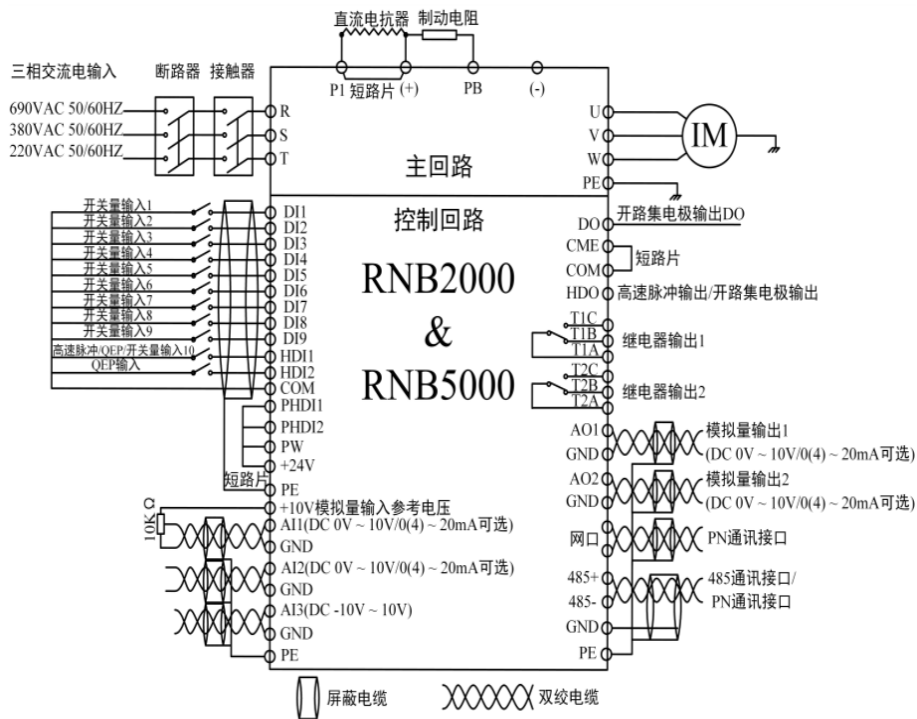 直流电抗器 制动电阻
三相交流电输入 断路器 接触器
P1 短路片 (+) PB (-)
690VAC 50/60HZ
380VAC 50/60HZ
220VAC 50/60HZ
R
S
T
主回路
U
V
W
PE
IM
开关量输入1
开关量输入2
开关量输入3
开关量输入4
开关量输入5
开关量输入6
开关量输入7
开关量输入8
开关量输入9
高速脉冲/QEP/开关量输入10
QEP输入
DI1
DI2
DI3
DI4
DI5
DI6
DI7
DI8
DI9
HDI1
HDI2
COM
PHDI1
PHDI2
PW
+24V
短路片
PE
控制回路
RNB2000
&
RNB5000
DO 开路集电极输出DO
CME
短路片
COM
HDO 高速脉冲输出/开路集电极输出
T1C
T1B 继电器输出1
T1A
T2C
T2B 继电器输出2
T2A
AO1 模拟量输出1
GND (DC 0V ~ 10V/0(4) ~ 20mA可选)
AO2 模拟量输出2
GND (DC 0V ~ 10V/0(4) ~ 20mA可选)
网口 PN通讯接口
485+ 485通讯接口/
485- PN通讯接口
GND
PE
10K Ω
+10V模拟量输入参考电压
AI1(DC 0V ~ 10V/0(4) ~ 20mA可选)
GND
AI2(DC 0V ~ 10V/0(4) ~ 20mA可选)
GND
AI3(DC -10V ~ 10V)
GND
PE
屏蔽电缆 双绞电缆